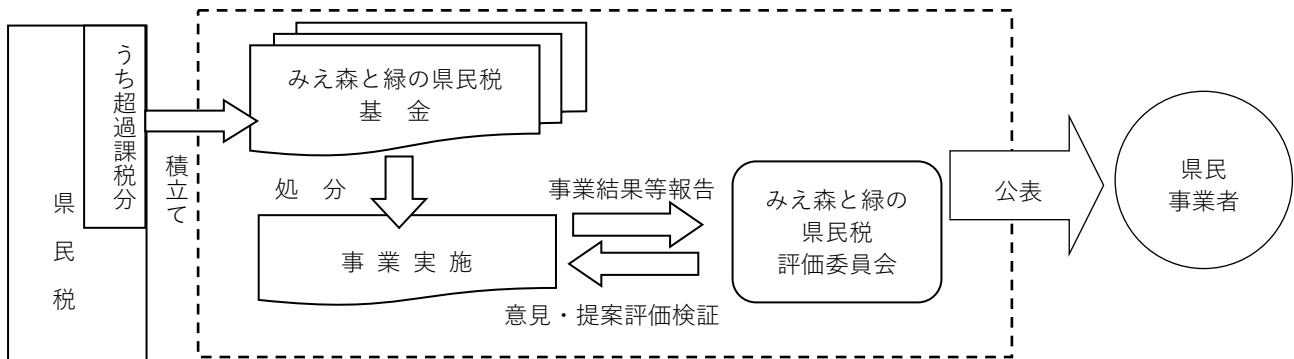 県民税
うち超過課税分
積立て
みえ森と緑の県民税
基　金
処　分
事 業 実 施
事業結果等報告
意見・提案評価検証
みえ森と緑の
県民税
評価委員会
公表
県民
事業者